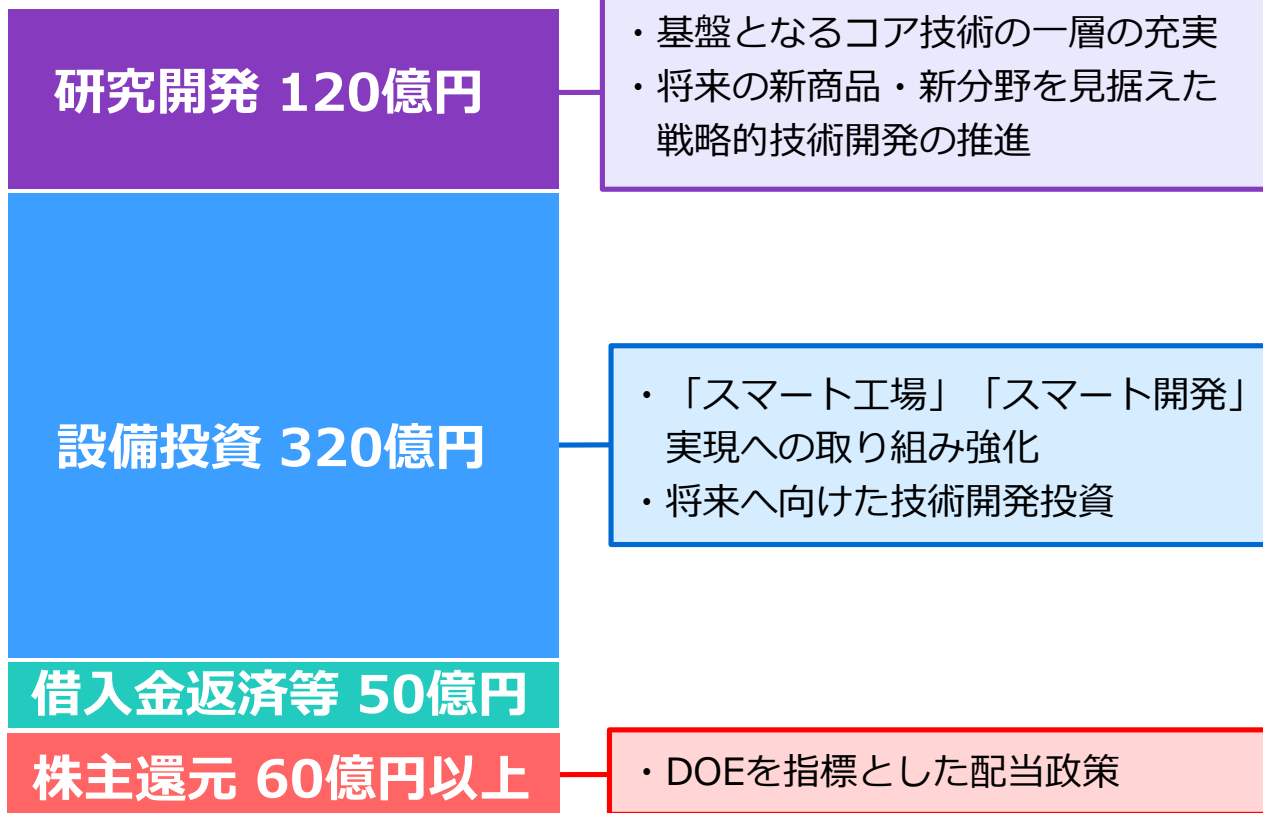 研究開発 120億円
・基盤となるコア技術の一層の充実
・将来の新商品・新分野を見据えた
戦略的技術開発の推進
設備投資 320億円
・「スマート工場」「スマート開発」
実現への取り組み強化
・将来へ向けた技術開発投資
借入金返済等 50億円
株主還元 60億円以上
・DOEを指標とした配当政策